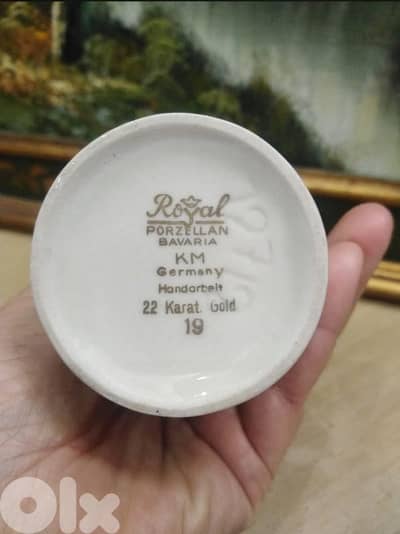 Royal
PORZELLAN
BAVARIA
KM
Germany
Handarbeit
22 Karat. Gold
19
OLX